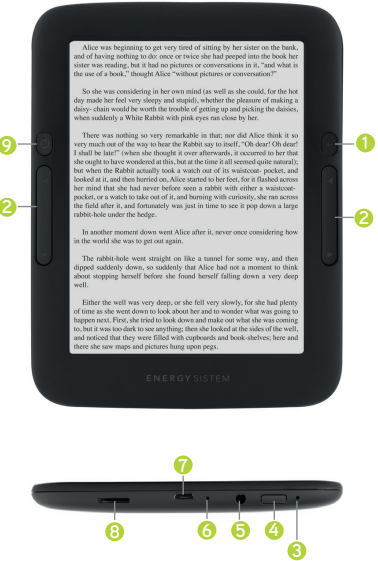 Alice was beginning to get very tired of sitting by her sister on the bank,
and of having nothing to do: once or twice she had peeped into the book her
sister was reading, but it had no pictures or conversations in it, “and what is
the use of a book,” thought Alice “without pictures or conversation?”
So she was considering in her own mind (as well as she could, for the hot
day made her feel very sleepy and stupid), whether the pleasure of making a
daisy- chain would be worth the trouble of getting up and picking the daisies,
when suddenly a White Rabbit with pink eyes ran close by her.
There was nothing so very remarkable in that; nor did Alice think it so
very much out of the way to hear the Rabbit say to itself, “Oh dear! Oh dear!
I shall be late!” (when she thought it over afterwards, it occurred to her that
she ought to have wondered at this, but at the time it all seemed quite natural);
but when the Rabbit actually took a watch out of its waistcoat- pocket, and
looked at it, and then hurried on, Alice started to her feet, for it flashed across
her mind that she had never before seen a rabbit with either a waistcoat-
pocket, or a watch to take out of it, and burning with curiosity, she ran across
the field after it, and fortunately was just in time to see it pop down a large
rabbit-hole under the hedge.
In another moment down went Alice after it, never once considering how
in the world she was to get out again.
The rabbit-hole went straight on like a tunnel for some way, and then
dipped suddenly down, so suddenly that Alice had not a moment to think
about stopping herself before she found herself falling down a very deep
well.
Either the well was very deep, or she fell very slowly, for she had plenty
of time as she went down to look about her and to wonder what was going to
happen next. First, she tried to look down and make out what she was coming
to, but it was too dark to see anything; then she looked at the sides of the well,
and noticed that they were filled with cupboards and book-shelves; here and
there she saw maps and pictures hung upon pegs.
ENERGY SISTEM
9
1
2
2
7
8
6
5
4
3